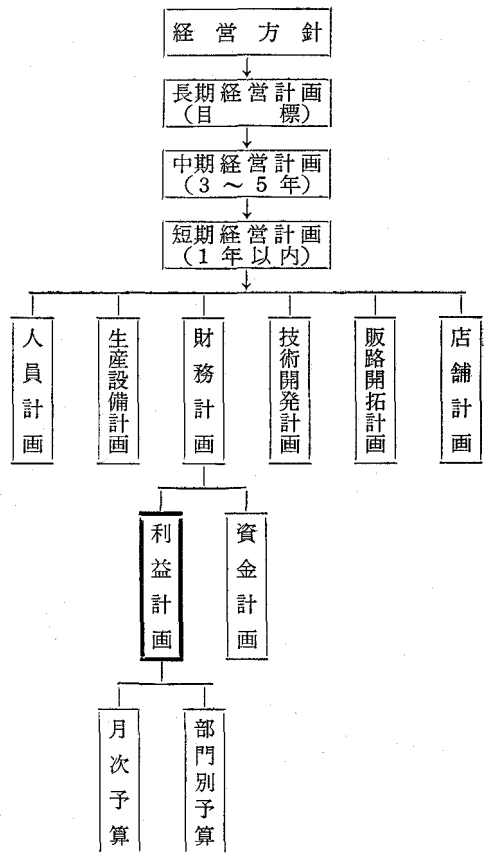 経営方針
長期経営計画
(目標)
中期経営計画
(3～5年)
短期経営計画
(1年以内)
人員計画
生産設備計画
財務計画
技術開発計画
販路開拓計画
店舗計画
利益計画
資金計画
月次予算
部門別予算